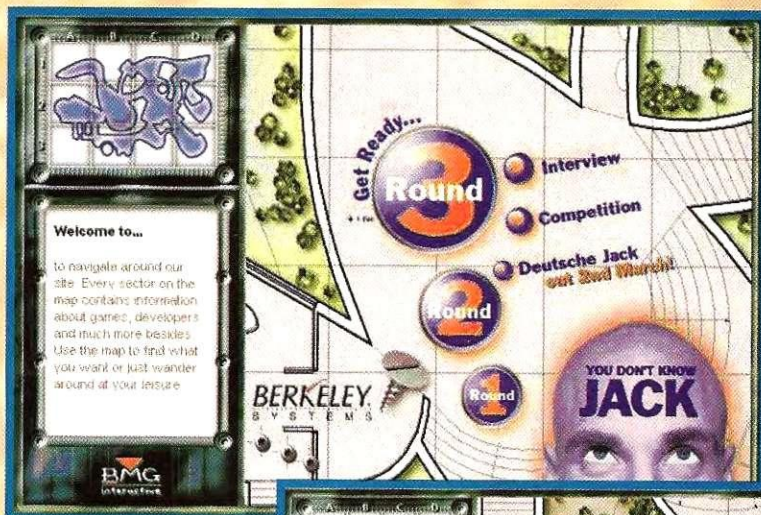 A B C D
1
2
3
Welcome to...
to navigate around our
site. Every sector on the
map contains information
about games, developers
and much more besides
Use the map to find what
you want or just wander
around at your leisure
BMG
interactive
Get Ready...
Round 3
Interview
Competition
Deutsche Jack
out 2nd March!
Round 2
Round 1
BERKELEY
SYSTEMS
YOU DON'T KNOW
JACK
A B C D